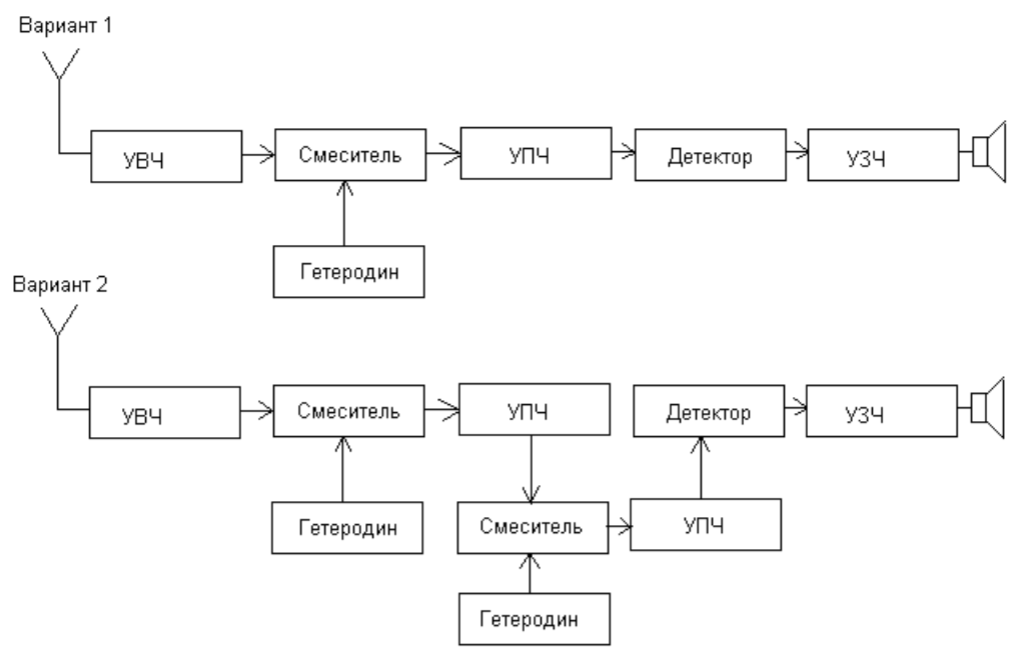 Вариант 1
УВЧ
Смеситель
УПЧ
Детектор
УЗЧ
Гетеродин
Вариант 2
УВЧ
Смеситель
УПЧ
Детектор
УЗЧ
Гетеродин
Смеситель
УПЧ
Гетеродин